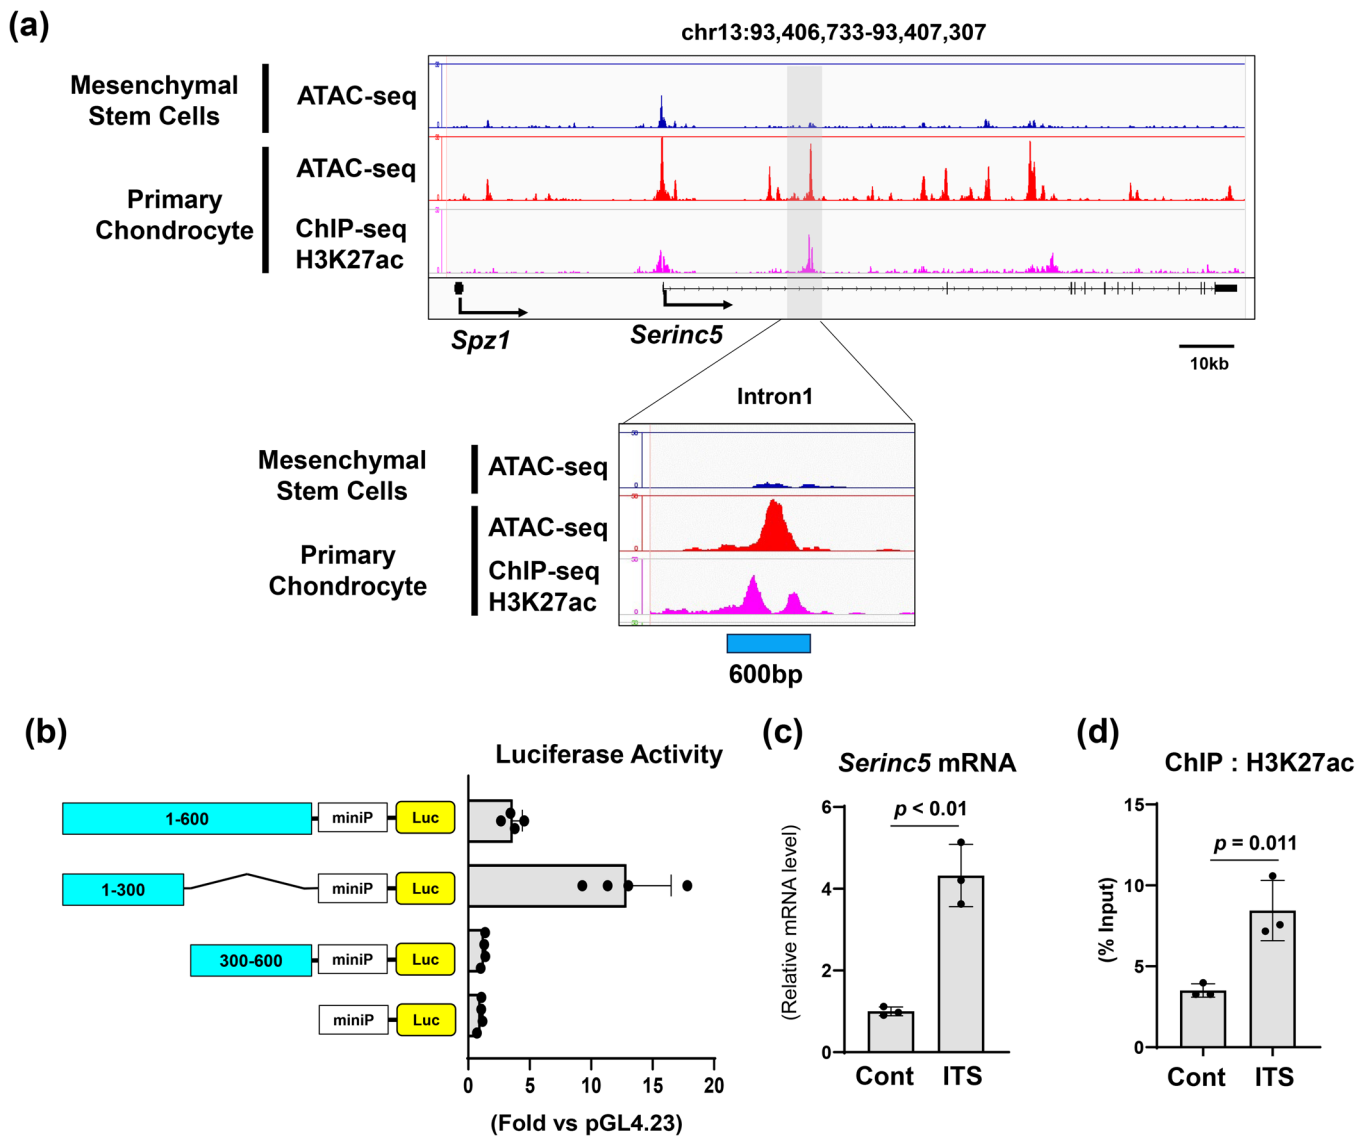 (a)
chr13:93,406,733-93,407,307
Mesenchymal
Stem Cells
ATAC-seq
Primary
Chondrocyte
ATAC-seq
ChIP-seq
H3K27ac
Spz1
Serinc5
10kb
Intron1
Mesenchymal
Stem Cells
ATAC-seq
Primary
Chondrocyte
ATAC-seq
ChIP-seq
H3K27ac
600bp
(b)
Luciferase Activity
1-600 miniP Luc
1-300 miniP Luc
300-600 miniP Luc
miniP Luc
0 5 10 15 20
(Fold vs pGL4.23)
(c)
Serinc5 mRNA
p < 0.01
(Relative mRNA level)
6
4
2
0
Cont ITS
(d)
ChIP : H3K27ac
p = 0.011
(% Input)
15
10
5
0
Cont ITS